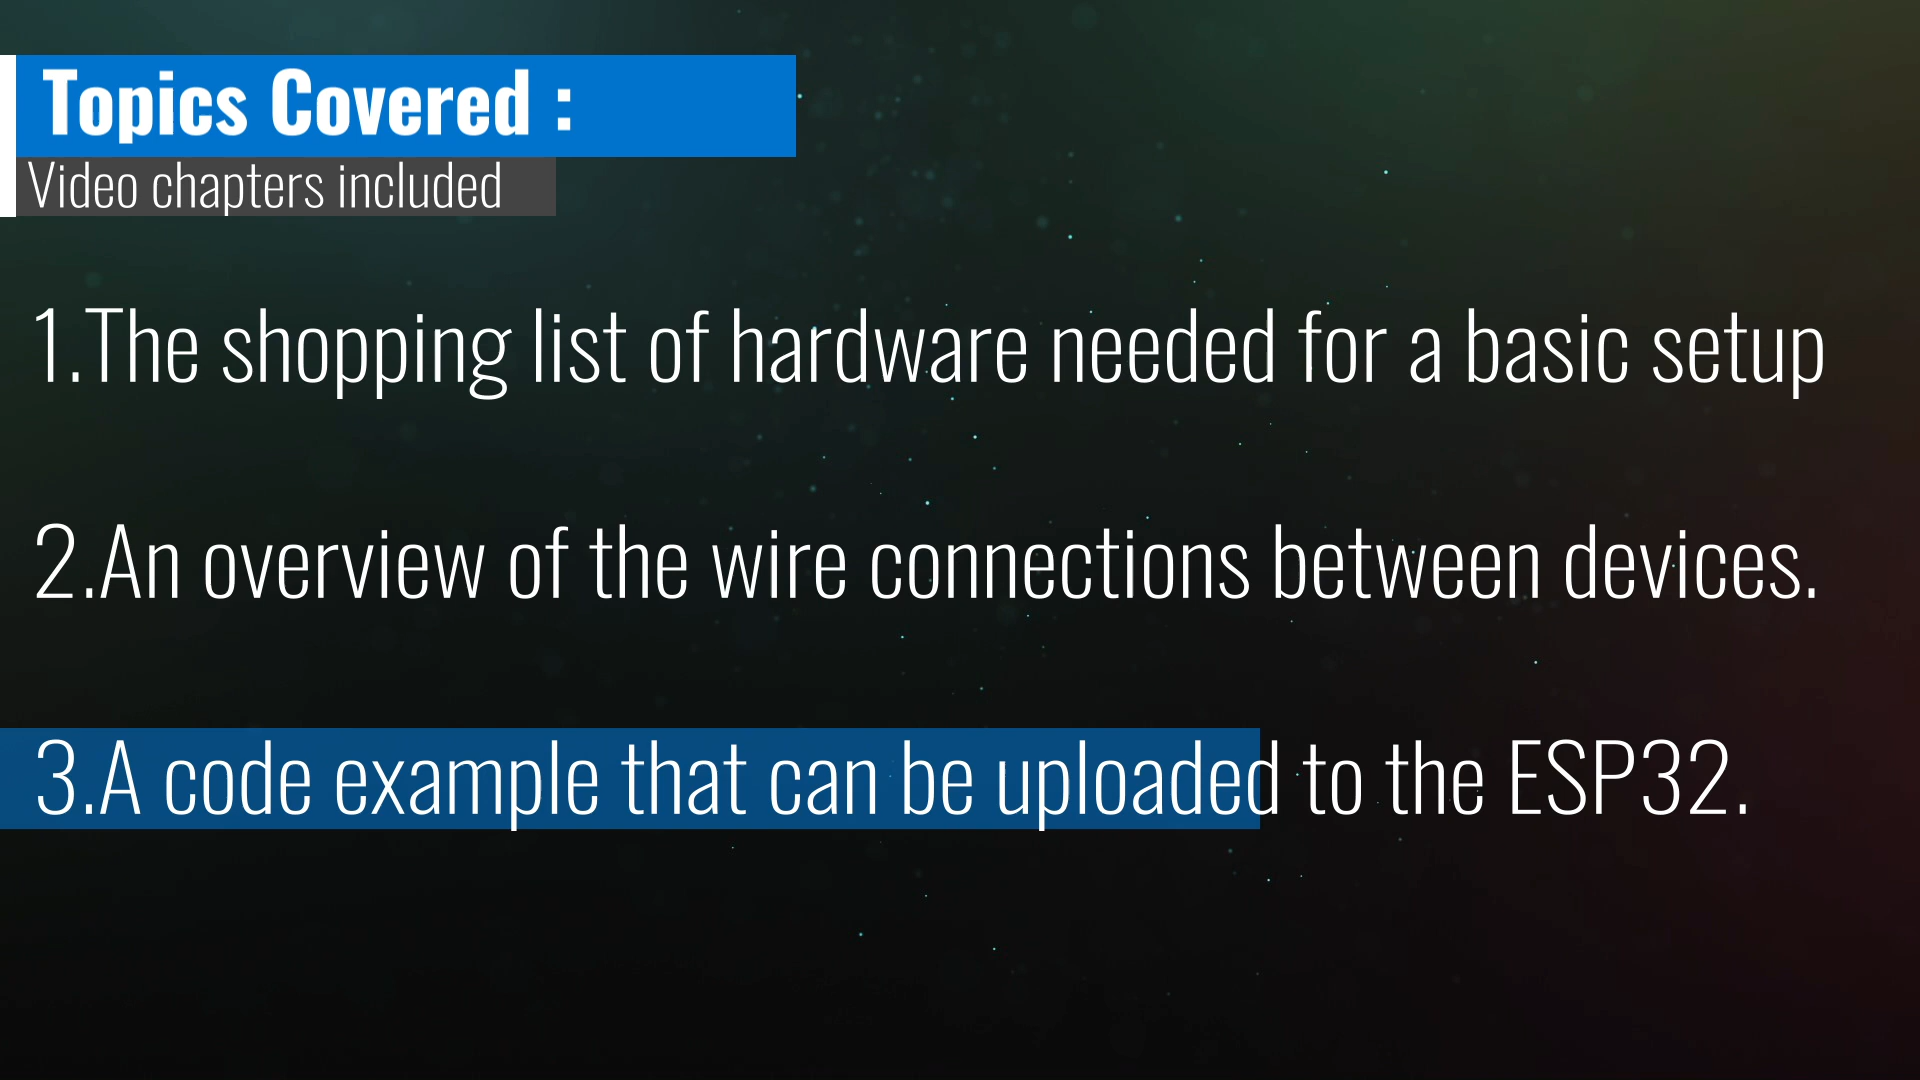 Topics Covered :
Video chapters included
1.The shopping list of hardware needed for a basic setup
2.An overview of the wire connections between devices.
3.A code example that can be uploaded to the ESP32.